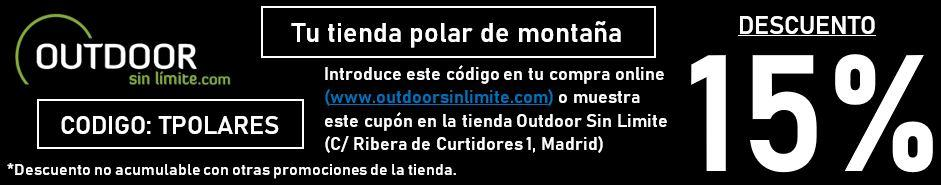 OUTDOOR
sin límite.com
CODIGO: TPOLARES
Tu tienda polar de montaña
Introduce este código en tu compra online
(www.outdoorsinlimite.com) o muestra
este cupón en la tienda Outdoor Sin Limite
(C/ Ribera de Curtidores 1, Madrid)
DESCUENTO
15%
*Descuento no acumulable con otras promociones de la tienda.